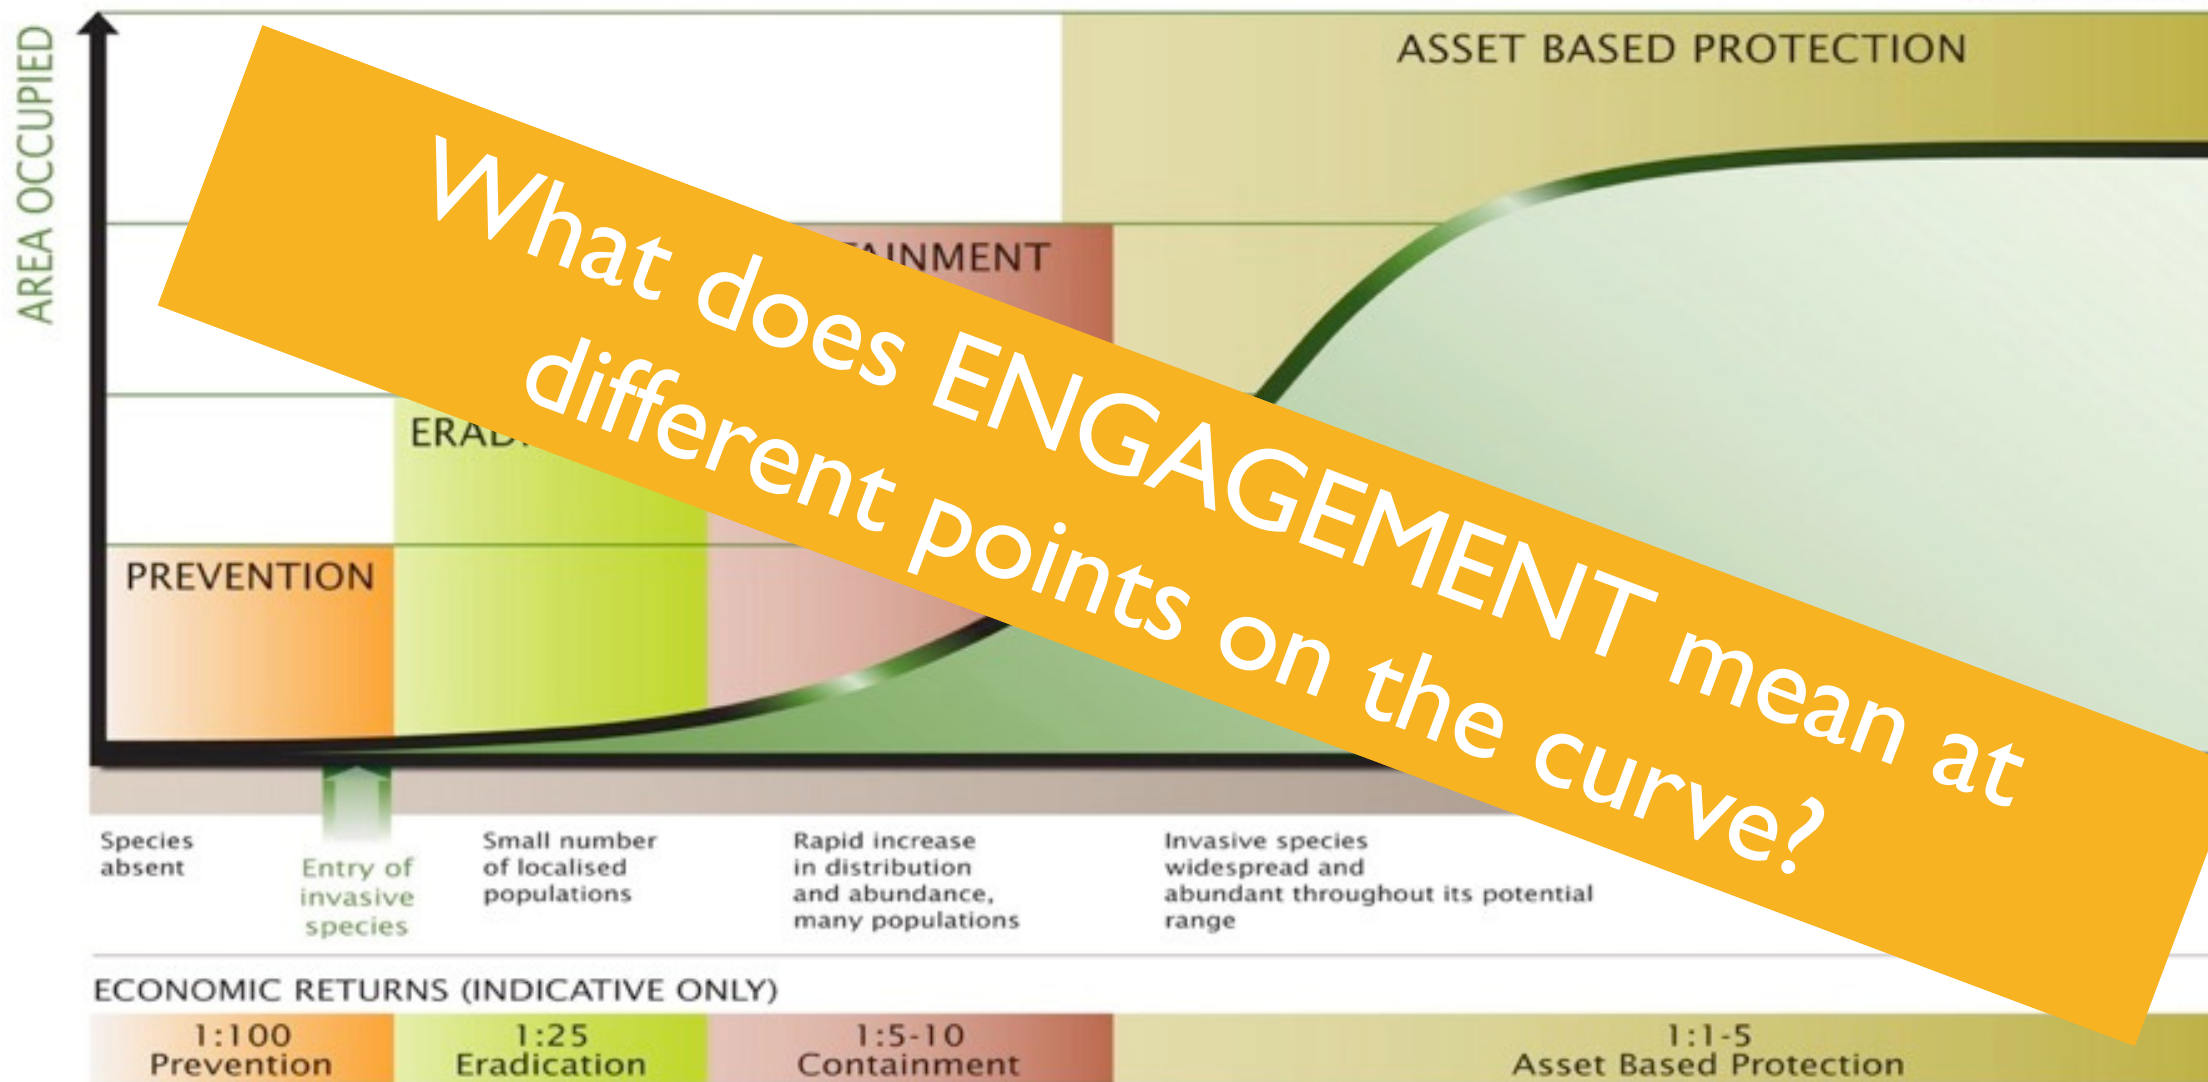 AREA OCCUPIED
ASSET BASED PROTECTION
What does ENGAGEMENT mean at
different points on the curve?
PREVENTION
Species
absent
Entry of
invasive
species
Small number
of localised
populations
Rapid increase
in distribution
and abundance,
many populations
Invasive species
widespread and
abundant throughout its potential
range
ECONOMIC RETURNS (INDICATIVE ONLY)
1:100
Prevention
1:25
Eradication
1:5-10
Containment
1:1-5
Asset Based Protection